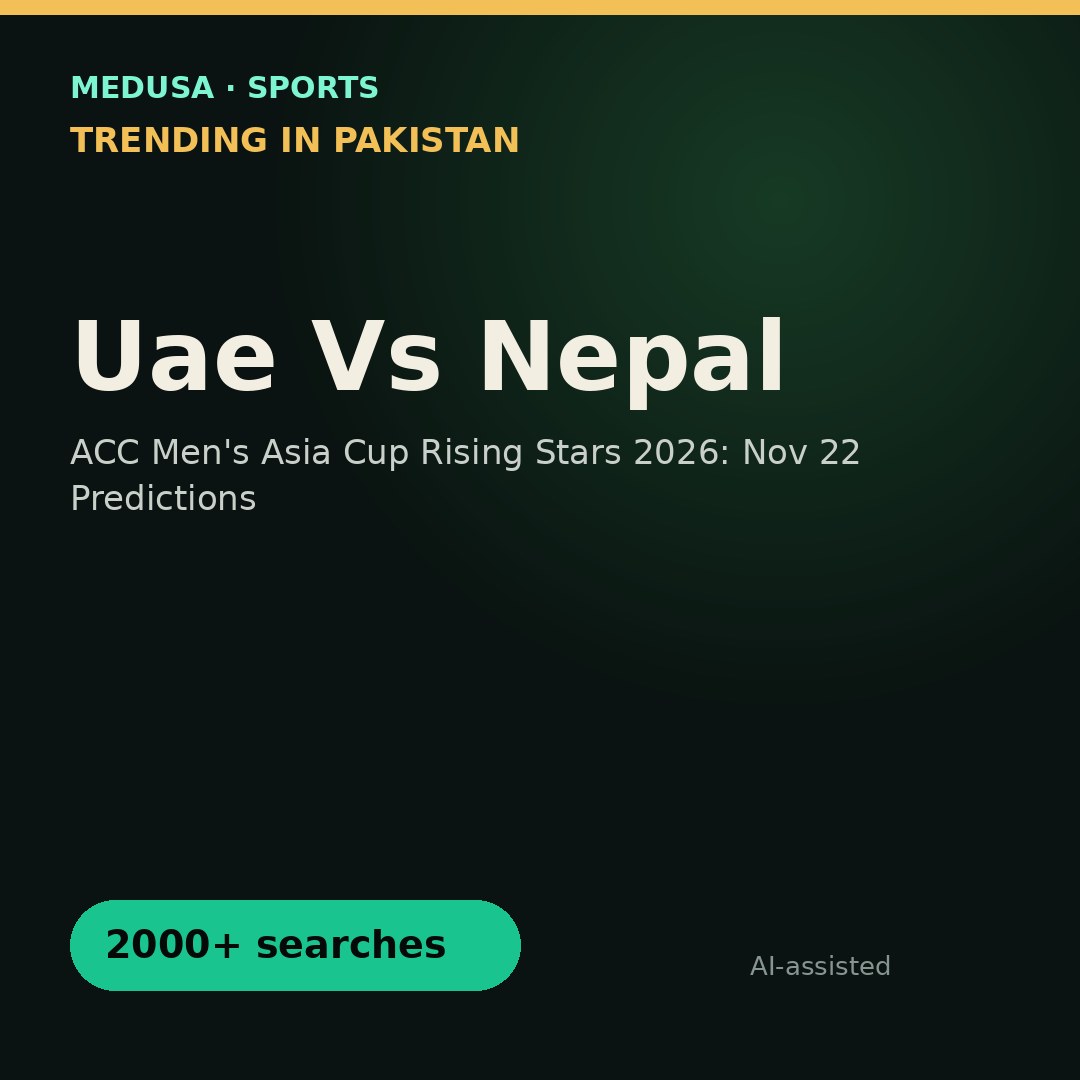 MEDUSA · SPORTS
TRENDING IN PAKISTAN
Uae Vs Nepal
ACC Men's Asia Cup Rising Stars 2026: Nov 22
Predictions
2000+ searches
AI-assisted